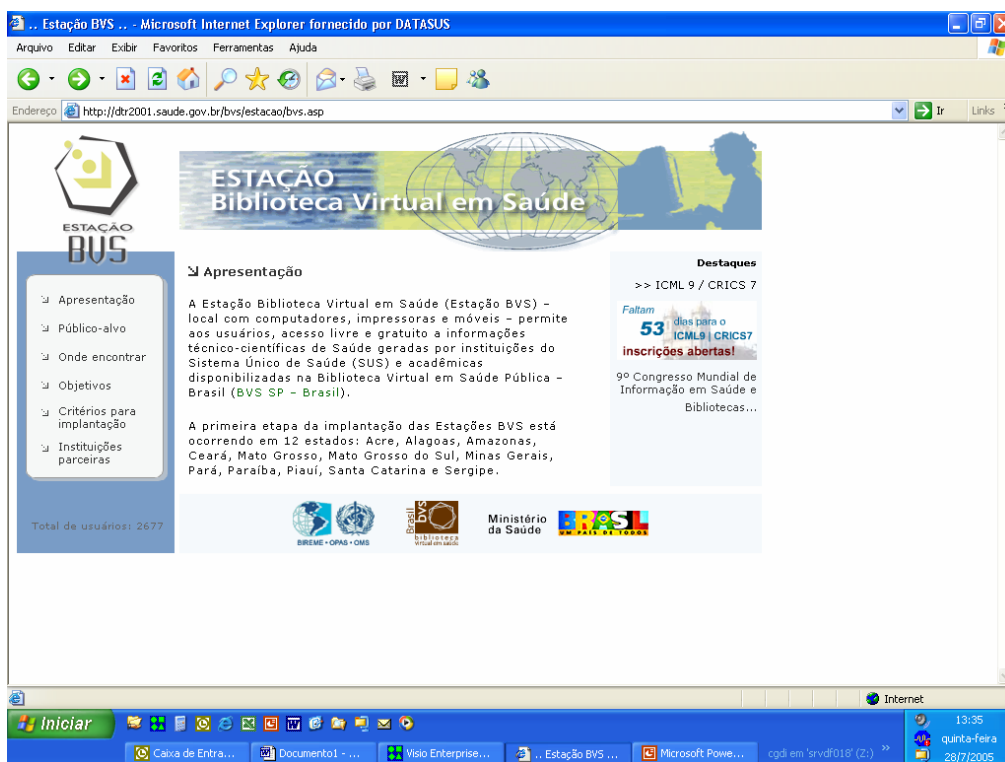 .. Estação BVS .. - Microsoft Internet Explorer fornecido por DATASUS
Arquivo Editar Exibir Favoritos Ferramentas Ajuda
Endereço http://dtr2001.saude.gov.br/bvs/estacao/bvs.asp Ir Links
ESTAÇÃO
BVS
ESTAÇÃO
Biblioteca Virtual em Saúde
Apresentação
Público-alvo
Onde encontrar
Objetivos
Critérios para
implantação
Instituições
parceiras
Total de usuários: 2677
Apresentação
A Estação Biblioteca Virtual em Saúde (Estação BVS) –
local com computadores, impressoras e móveis – permite
aos usuários, acesso livre e gratuito a informações
técnico-científicas de Saúde geradas por instituições do
Sistema Único de Saúde (SUS) e acadêmicas
disponibilizadas na Biblioteca Virtual em Saúde Pública –
Brasil (BVS SP – Brasil).
A primeira etapa da implantação das Estações BVS está
ocorrendo em 12 estados: Acre, Alagoas, Amazonas,
Ceará, Mato Grosso, Mato Grosso do Sul, Minas Gerais,
Pará, Paraíba, Piauí, Santa Catarina e Sergipe.
Destaques
>> ICML 9 / CRICS 7
Faltam
53 dias para o
ICML9 | CRICS7
inscrições abertas!
9º Congresso Mundial de
Informação em Saúde e
Bibliotecas...
BIREME • OPAS • OMS
Brasil
bvs
biblioteca
virtual em saúde
Ministério
da Saúde
BRASIL
UM PAÍS DE TODOS
Internet
Iniciar
13:35
quinta-feira
28/7/2005
Caixa de Entra... Documento1 - ... Visio Enterprise... .. Estação BVS ... Microsoft Powe... cgdi em 'srvdf018' (Z:) »